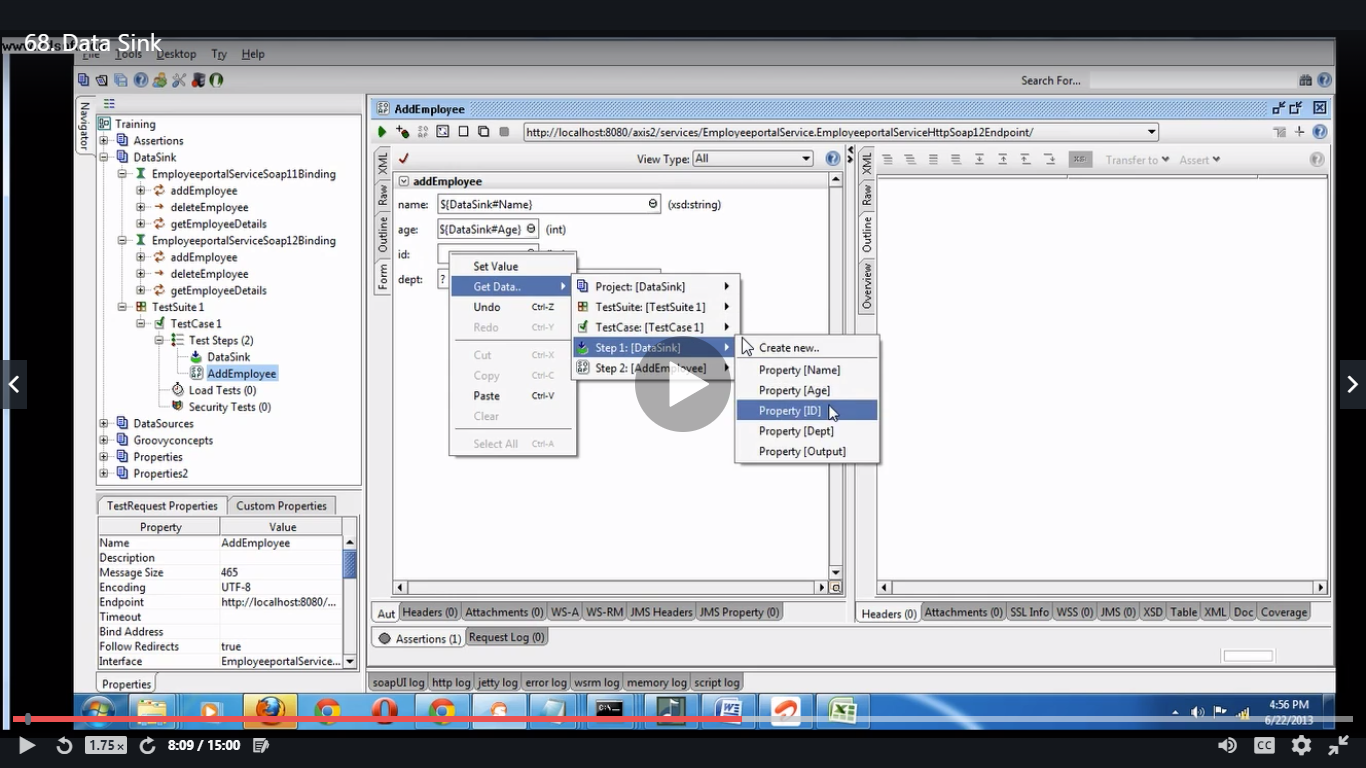 68. Data Sink
Tools Desktop Try Help
Search For...
Navigator
Training
Assertions
DataSink
EmployeeportalServiceSoap11Binding
addEmployee
deleteEmployee
getEmployeeDetails
EmployeeportalServiceSoap12Binding
addEmployee
deleteEmployee
getEmployeeDetails
TestSuite 1
TestCase 1
Test Steps (2)
DataSink
AddEmployee
Load Tests (0)
Security Tests (0)
DataSources
Groovyconcepts
Properties
Properties2
TestRequest Properties Custom Properties
Property Value
Name AddEmployee
Description
Message Size 465
Encoding UTF-8
Endpoint http://localhost:8080/...
Timeout
Bind Address
Follow Redirects true
Interface EmployeeportalService...
Properties
AddEmployee
http://localhost:8080/axis2/services/EmployeeportalService.EmployeeportalServiceHttpSoap12Endpoint/
View Type: All
XML
Raw
Outline
Form
addEmployee
name: ${DataSink#Name} (xsd:string)
age: ${DataSink#Age} (int)
id:
dept: ?
Set Value
Get Data..
Undo Ctrl-Z
Redo Ctrl-Y
Cut Ctrl-X
Copy Ctrl-C
Paste Ctrl-V
Clear
Select All Ctrl-A
Project: [DataSink]
TestSuite: [TestSuite 1]
TestCase: [TestCase 1]
Step 1: [DataSink]
Step 2: [AddEmployee]
Create new..
Property [Name]
Property [Age]
Property [ID]
Property [Dept]
Property [Output]
XML
Raw
Outline
Overview
Transfer to Assert
Aut Headers (0) Attachments (0) WS-A WS-RM JMS Headers JMS Property (0)
Headers (0) Attachments (0) SSL Info WSS (0) JMS (0) XSD Table XML Doc Coverage
Assertions (1) Request Log (0)
soapUI log http log jetty log error log wsrm log memory log script log
4:56 PM
6/22/2013
1.75 x 8:09 / 15:00
CC